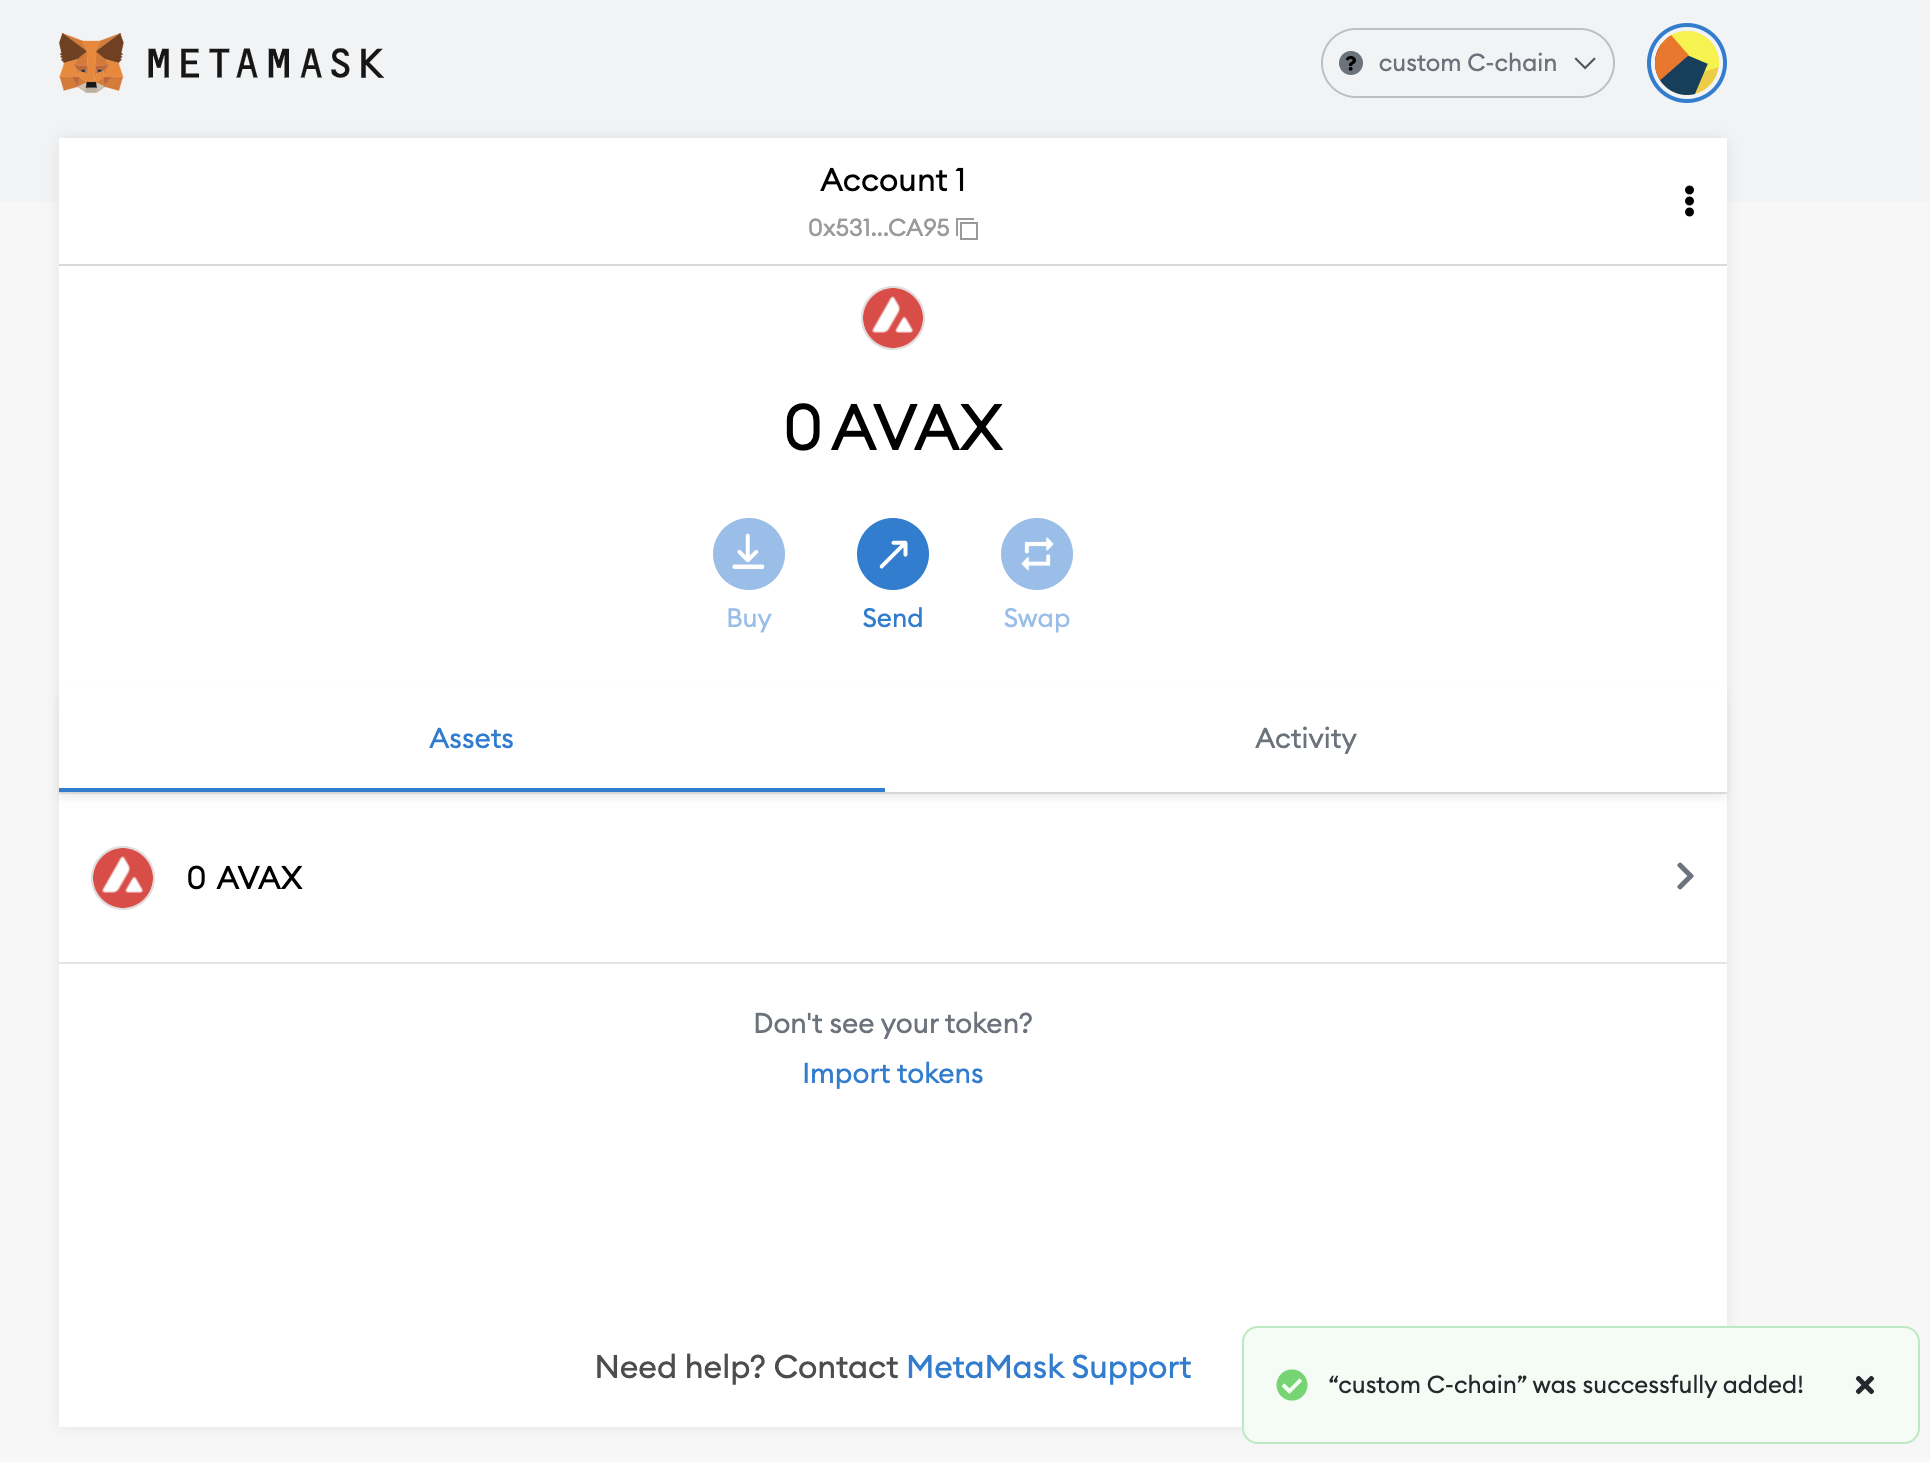 METAMASK
? custom C-chain
Account 1
0x531...CA95
0 AVAX
Buy
Send
Swap
Assets
Activity
0 AVAX
Don't see your token?
Import tokens
Need help? Contact MetaMask Support
“custom C-chain” was successfully added!